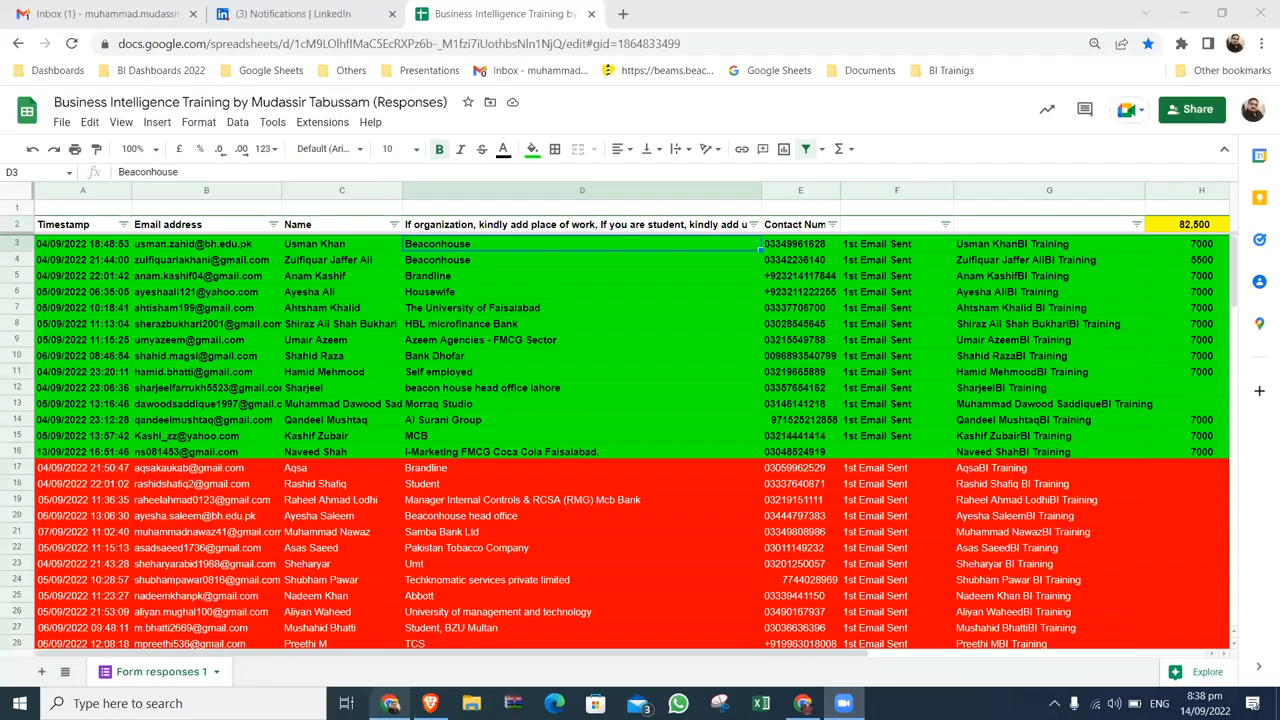 Inbox - mudassiar.tabussam
(20) Notifications | LinkedIn
Business Intelligence Training by
docs.google.com/spreadsheets/d/1cM9LOlhfIMaC5EcRXPz6b-_M1fzi7iUothbsNln1NjQ/edit#gid=1864833499
Dashboards BI Dashboards 2022 Google Sheets Others Presentations Inbox - muhammad... https://beams.beac... Google Sheets Documents BI Trainigs Other bookmarks
Business Intelligence Training by Mudassir Tabussam (Responses)
File Edit View Insert Format Data Tools Extensions Help
Share
100% £ % .0 .00 123 Default (Ari... 10 B I S A
D3 fx Beaconhouse
A B C D E F G H
1
2 Timestamp Email address Name If organization, kindly add place of work, If you are student, kindly add u Contact Num 82,500
3 04/09/2022 18:48:53 usman.zahid@bh.edu.pk Usman Khan Beaconhouse 03349961628 1st Email Sent Usman KhanBI Training 7000
4 04/09/2022 21:44:00 zulfiquarlakhani@gmail.com Zulfiquar Jaffer Ali Beaconhouse 03342236140 1st Email Sent Zulfiquar Jaffer AliBI Training 5500
5 04/09/2022 22:01:42 anam.kashif04@gmail.com Anam Kashif Brandline +923214117844 1st Email Sent Anam KashifBI Training 7000
6 05/09/2022 06:35:05 ayeshaali121@yahoo.com Ayesha Ali Housewife +923211222255 1st Email Sent Ayesha AliBI Training 7000
7 05/09/2022 10:18:41 ahtisham199@gmail.com Ahtsham Khalid The University of Faisalabad 03337706700 1st Email Sent Ahtsham Khalid BI Training 7000
8 05/09/2022 11:13:04 sherazbukhari2001@gmail.com Shiraz Ali Shah Bukhari HBL microfinance Bank 03028545645 1st Email Sent Shiraz Ali Shah BukhariBI Training 7000
9 05/09/2022 11:25:15 umyazeem@gmail.com Umair Azeem Azeem Agencies - FMCG Sector 03215549788 1st Email Sent Umair AzeemBI Training 7000
10 06/09/2022 08:46:54 shahid.magsi@gmail.com Shahid Raza Bank Dhofar 0096893540799 1st Email Sent Shahid RazaBI Training 7000
11 04/09/2022 23:20:11 hamid.bhatti@gmail.com Hamid Mehmood Self employed 03219665889 1st Email Sent Hamid MehmoodBI Training 7000
12 04/09/2022 23:06:36 sharjeelfarrukh5523@gmail.co Sharjeel beacon house head office lahore 03357654162 1st Email Sent SharjeelBI Training
13 05/09/2022 13:16:46 dawoodsaddique1997@gmail.c Muhammad Dawood Sad Morraq Studio 03146141218 1st Email Sent Muhammad Dawood SaddiqueBI Training
14 04/09/2022 23:12:28 qandeelmushtaq@gmail.com Qandeel Mushtaq Al Surani Group 971525212858 1st Email Sent Qandeel MushtaqBI Training 7000
15 05/09/2022 13:57:42 Kashi_zz@yahoo.com Kashif Zubair MCB 03214441414 1st Email Sent Kashif ZubairBI Training 7000
16 13/09/2022 16:51:46 ns081453@gmail.com Naveed Shah I-Marketing FMCG Coca Cola Faisalabad. 03048524919 Naveed ShahBI Training 7000
17 04/09/2022 21:50:47 aqsakaukab@gmail.com Aqsa Brandline 03059962529 1st Email Sent AqsaBI Training
18 04/09/2022 22:01:02 rashidshafiq2@gmail.com Rashid Shafiq Student 03337640871 1st Email Sent Rashid Shafiq BI Training
19 05/09/2022 11:36:35 raheelahmad0123@gmail.com Raheel Ahmad Lodhi Manager Internal Controls & RCSA (RMG) Mcb Bank 03219151111 1st Email Sent Raheel Ahmad LodhiBI Training
20 06/09/2022 13:06:30 ayesha.saleem@bh.edu.pk Ayesha Saleem Beaconhouse head office 03444797383 1st Email Sent Ayesha SaleemBI Training
21 07/09/2022 11:02:40 muhammadnawaz41@gmail.com Muhammad Nawaz Samba Bank Ltd 03349808986 1st Email Sent Muhammad NawazBI Training
22 05/09/2022 11:15:13 asadsaeed1736@gmail.com Asas Saeed Pakistan Tobacco Company 03011149232 1st Email Sent Asas SaeedBI Training
23 04/09/2022 21:43:28 sheharyarabid1988@gmail.com Sheharyar Umt 03201250057 1st Email Sent Sheharyar BI Training
24 05/09/2022 10:28:57 shubhampawar0816@gmail.com Shubham Pawar Techknomatic services private limited 7744028969 1st Email Sent Shubham Pawar BI Training
25 05/09/2022 11:23:27 nadeemkhanpk@gmail.com Nadeem Khan Abbott 03339441150 1st Email Sent Nadeem Khan BI Training
26 04/09/2022 21:53:09 aliyan.mughal100@gmail.com Aliyan Waheed University of management and technology 03490167937 1st Email Sent Aliyan WaheedBI Training
27 06/09/2022 09:48:11 m.bhatti2669@gmail.com Mushahid Bhatti Student, BZU Multan 03036636396 1st Email Sent Mushahid BhattiBI Training
28 06/09/2022 12:08:18 mpreethi536@gmail.com Preethi M TCS +919963018008 1st Email Sent Preethi MBI Training
Form responses 1 Explore
Type here to search 3 ENG 8:38 pm
14/09/2022